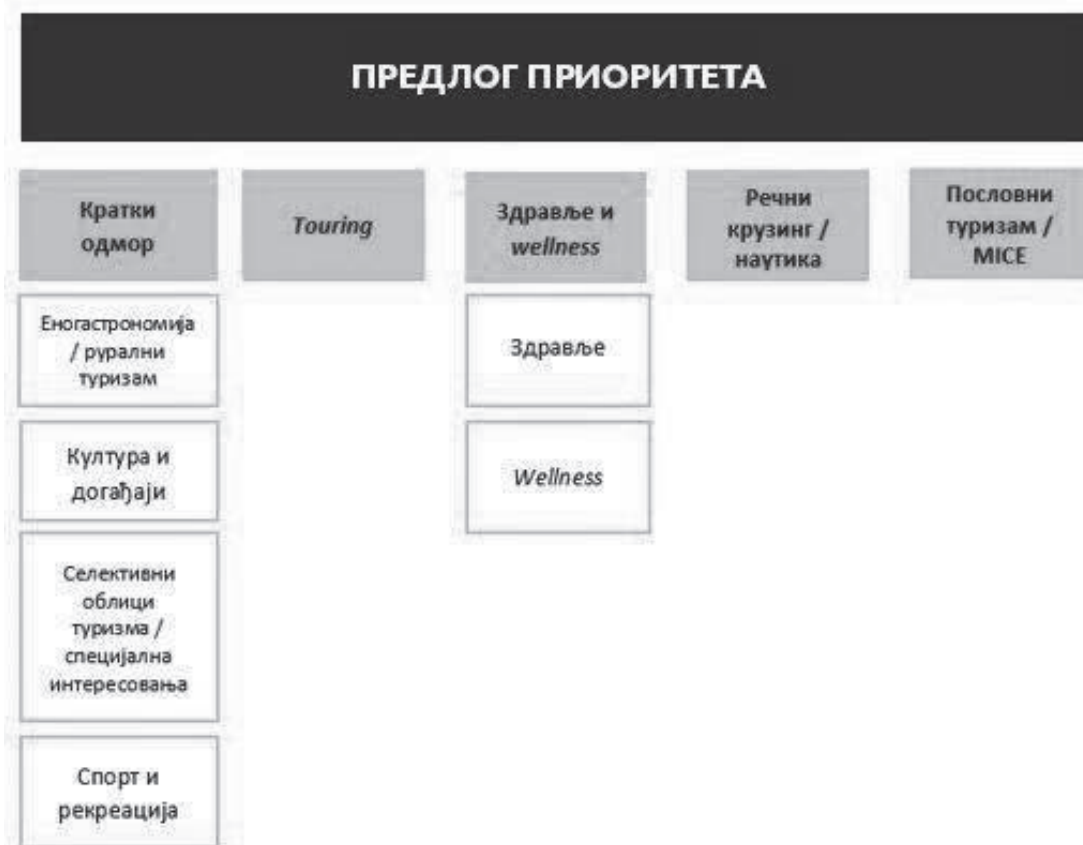 ПРЕДЛОГ ПРИОРИТЕТА
Кратки
одмор
Touring
Здравље и
wellness
Речни
крузинг /
наутика
Пословни
туризам /
MICE
Еногастрономија
/ рурални
туризам
Култура и
догађаји
Селективни
облици
туризма /
специјална
интересовања
Спорт и
рекреација
Здравље
Wellness